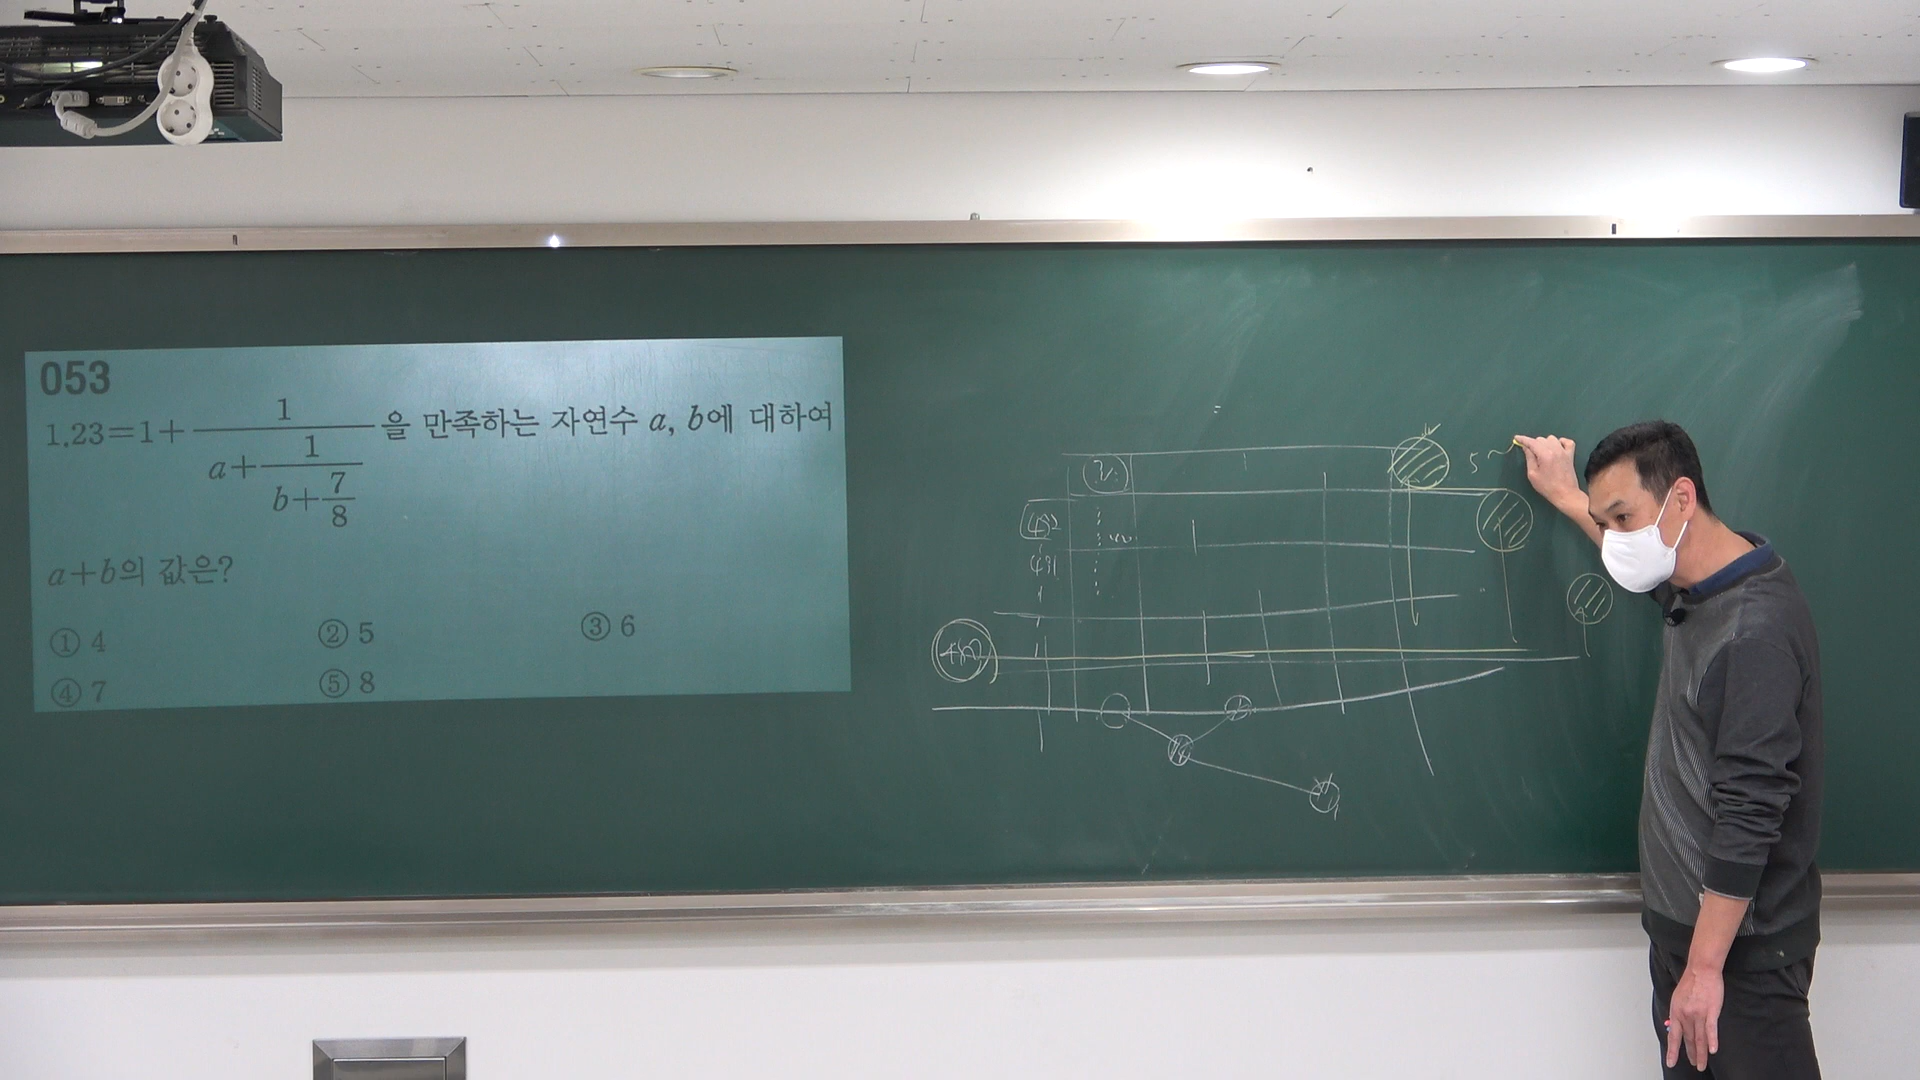 053
1.23=1+ 1/(a+ 1/(b+ 7/8)) 을 만족하는 자연수 a, b에 대하여
a+b의 값은?
① 4 ② 5 ③ 6
④ 7 ⑤ 8
5~